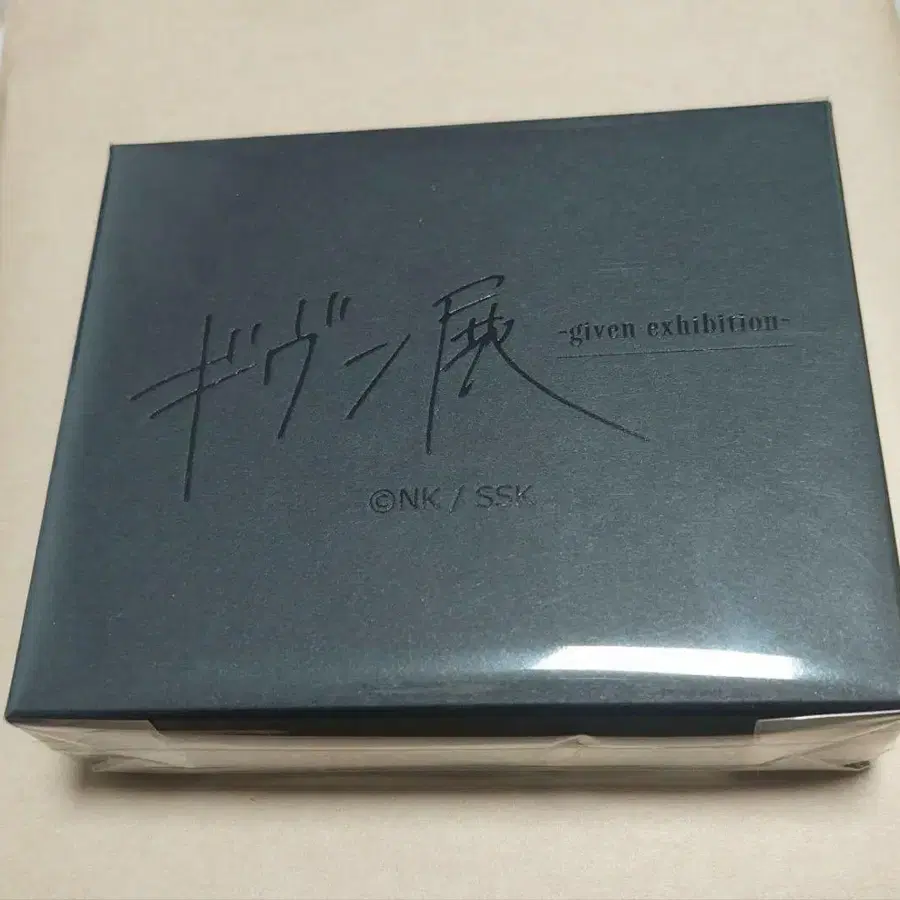 ギヴン展
-given exhibition-
©NK / SSK